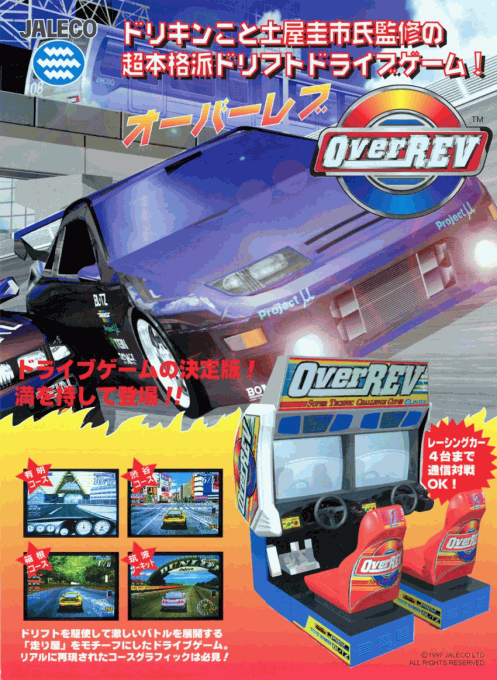 JALECO
ドリキンこと土屋圭市氏監修の
超本格派ドリフトドライブゲーム！
オーバーレブ
OverREV
TM
08
Project μ
Project μ
BLITZ
ドライブゲームの決定版！
満を持して登場!!
OverREV
SUPER TECHNIC CHALLENGE CUP
OverREV
レーシングカー
4台まで
通信対戦
OK！
有明
コース
渋谷
コース
箱根
コース
筑波
サーキット
OverREV
OverREV
ドリフトを駆使して激しいバトルを展開する
「走り屋」をモチーフにしたドライブゲーム。
リアルに再現されたコースグラフィックは必見！
©1997 JALECO LTD
ALL RIGHTS RESERVED